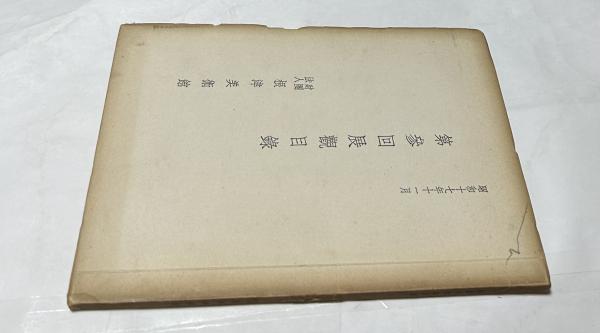 昭和十七年十一月
第參回展觀目錄
財團法人 根津美術館